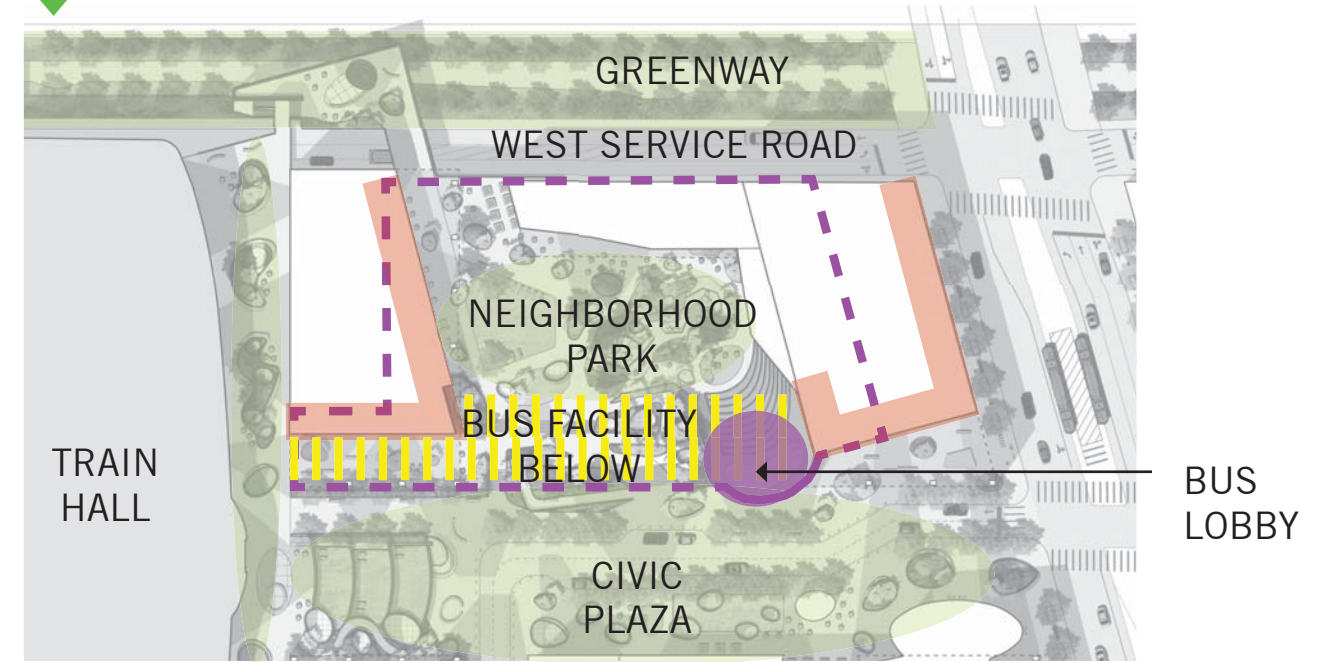 GREENWAY
WEST SERVICE ROAD
NEIGHBORHOOD
PARK
BUS FACILITY
BELOW
TRAIN
HALL
BUS
LOBBY
CIVIC
PLAZA